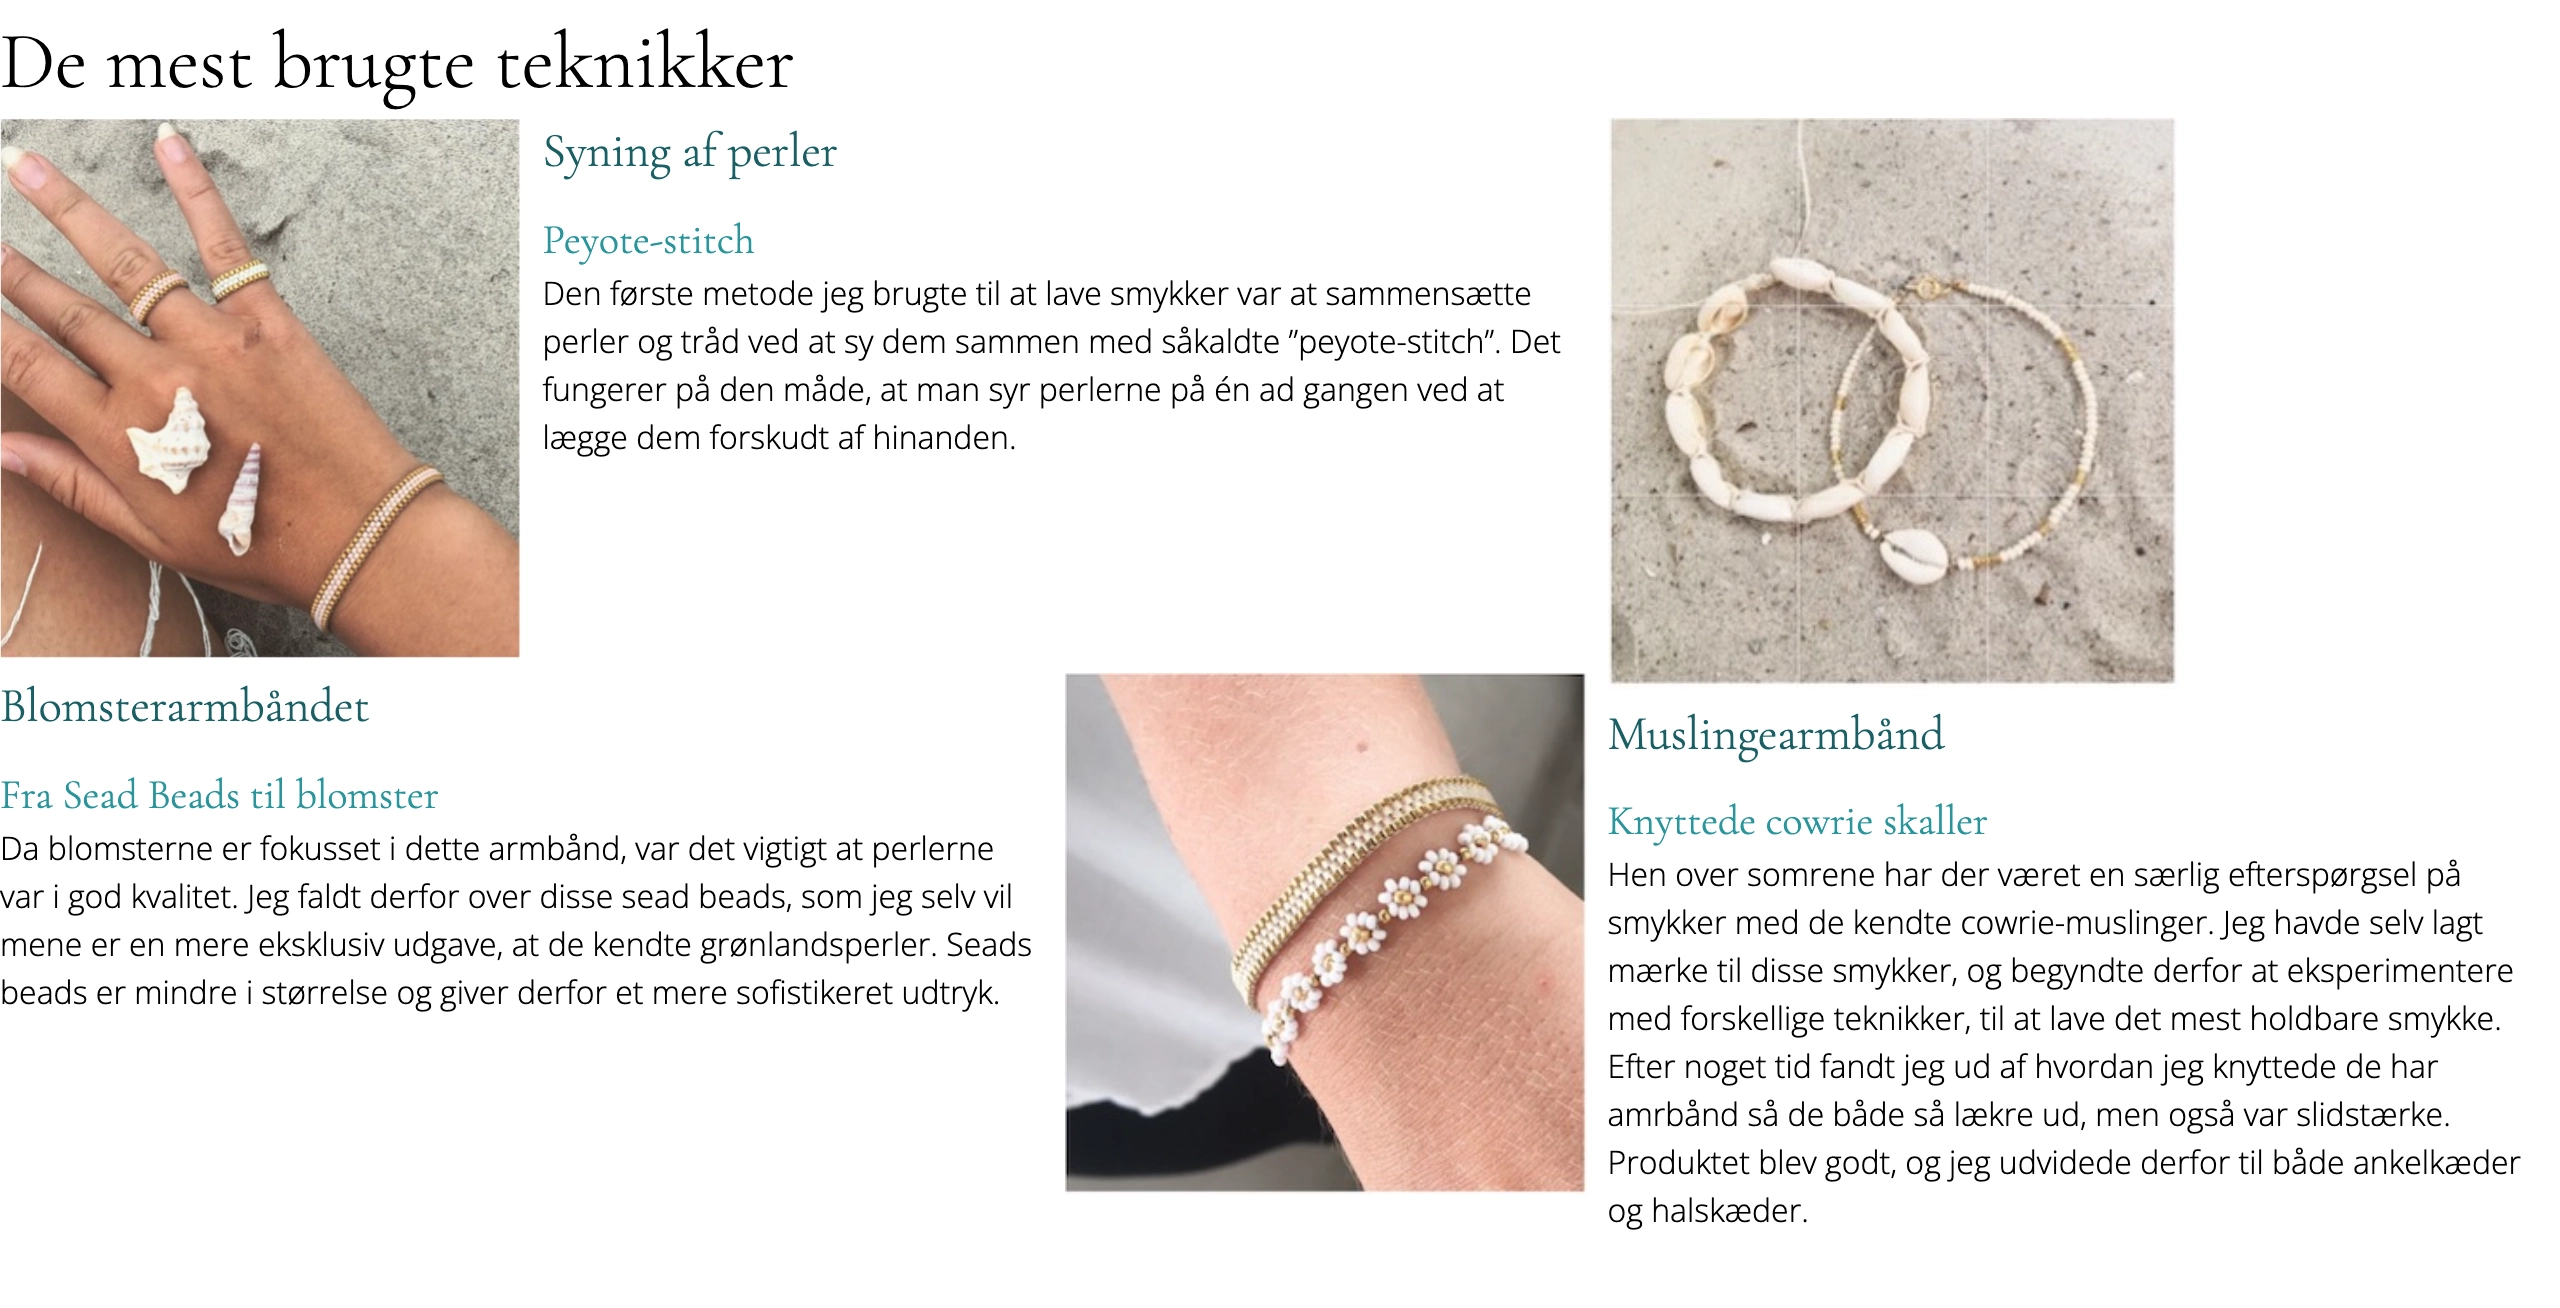 De mest brugte teknikker
Syning af perler
Peyote-stitch
Den første metode jeg brugte til at lave smykker var at sammensætte
perler og tråd ved at sy dem sammen med såkaldte ”peyote-stitch”. Det
fungerer på den måde, at man syr perlerne på én ad gangen ved at
lægge dem forskudt af hinanden.
Blomsterarmbåndet
Fra Sead Beads til blomster
Da blomsterne er fokusset i dette armbånd, var det vigtigt at perlerne
var i god kvalitet. Jeg faldt derfor over disse sead beads, som jeg selv vil
mene er en mere eksklusiv udgave, at de kendte grønlandsperler. Seads
beads er mindre i størrelse og giver derfor et mere sofistikeret udtryk.
Muslingearmbånd
Knyttede cowrie skaller
Hen over somrene har der været en særlig efterspørgsel på
smykker med de kendte cowrie-muslinger. Jeg havde selv lagt
mærke til disse smykker, og begyndte derfor at eksperimentere
med forskellige teknikker, til at lave det mest holdbare smykke.
Efter noget tid fandt jeg ud af hvordan jeg knyttede de har
amrbånd så de både så lækre ud, men også var slidstærke.
Produktet blev godt, og jeg udvidede derfor til både ankelkæder
og halskæder.